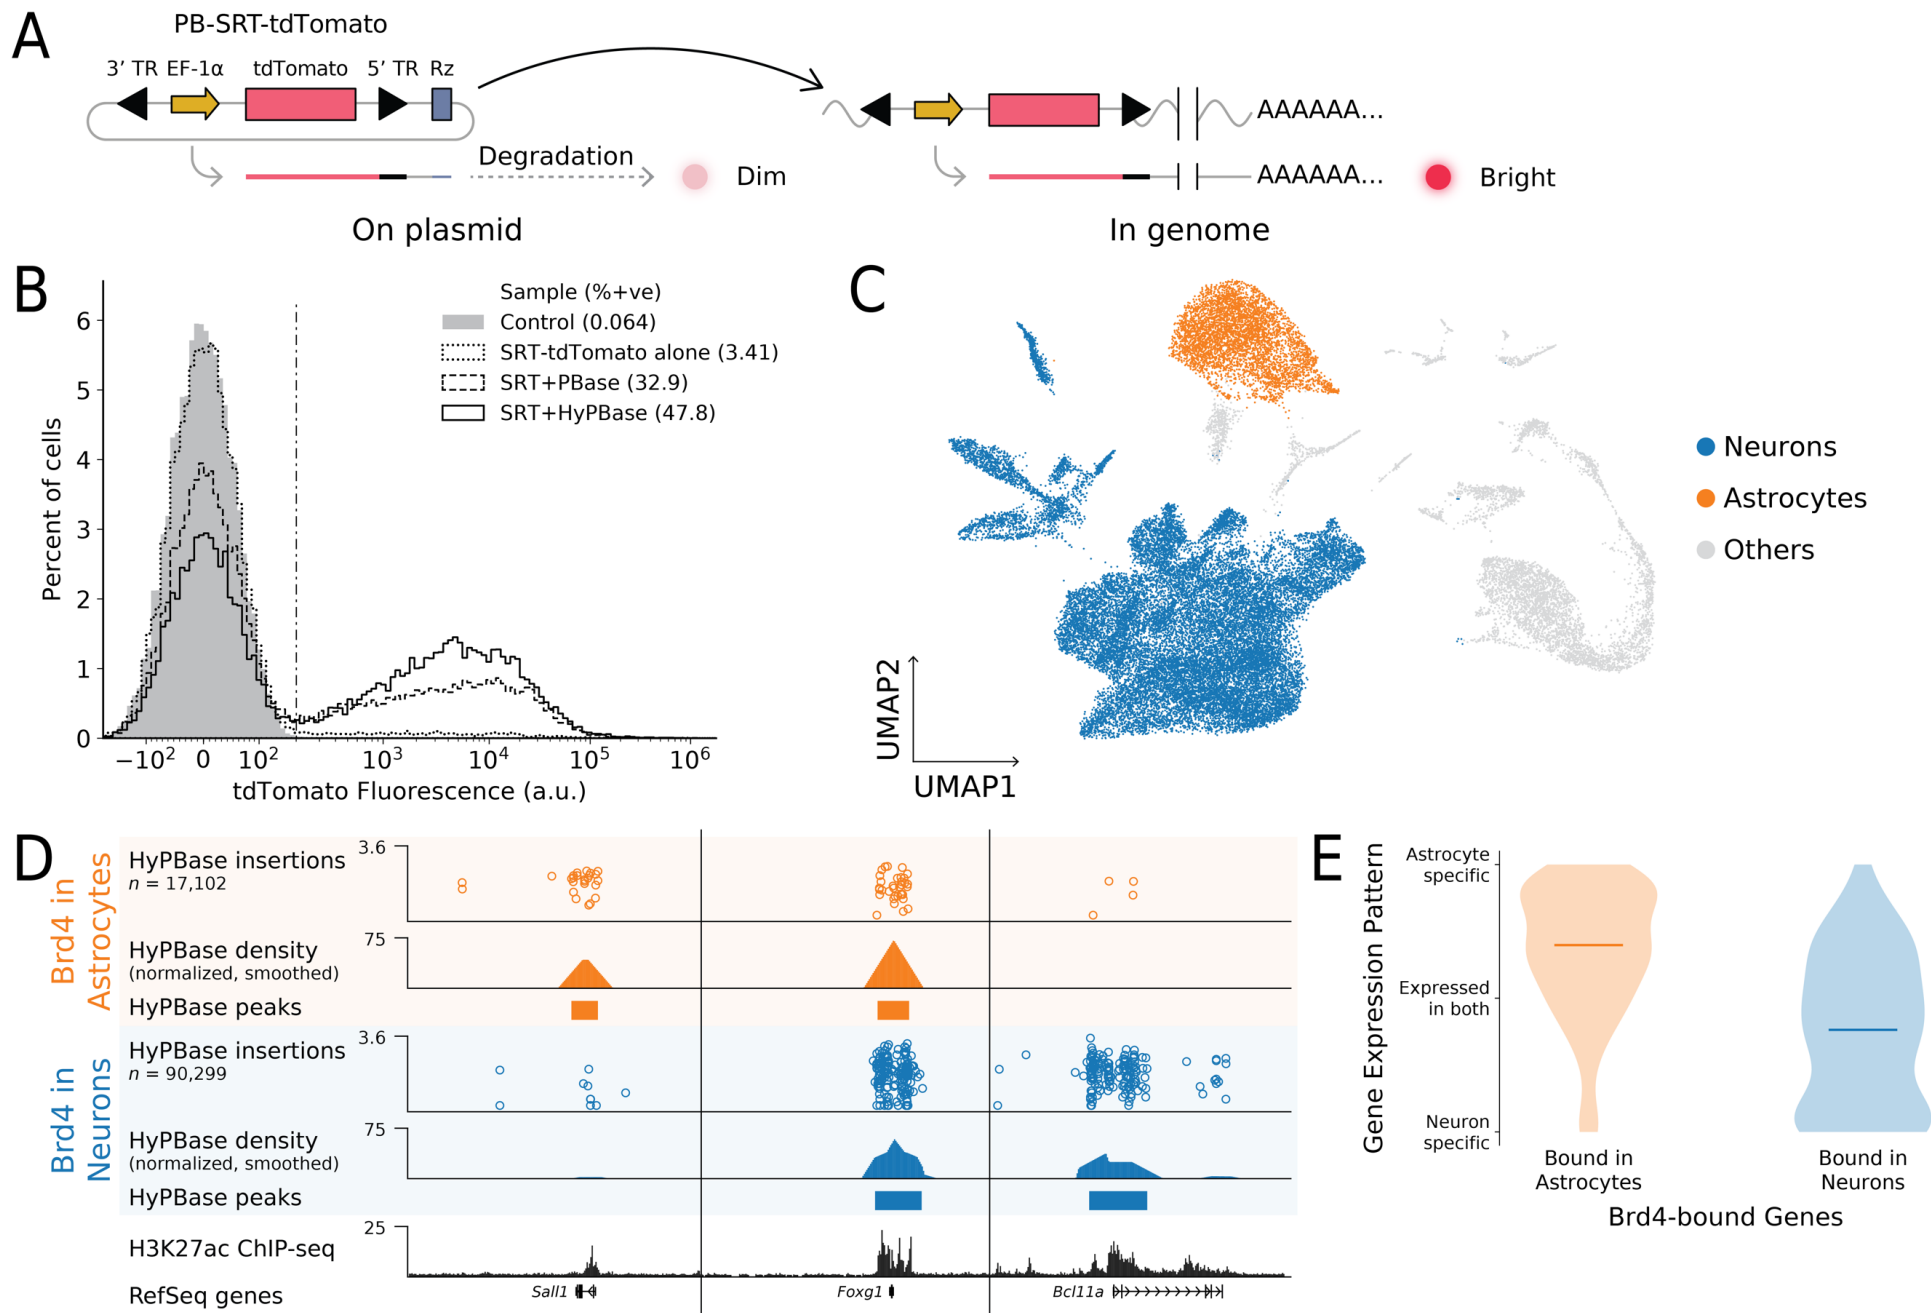 A
PB-SRT-tdTomato
3’ TR EF-1α tdTomato 5’ TR Rz
AAAAAA...
Degradation
Dim
AAAAAA...
Bright
On plasmid
In genome
B
Sample (%+ve)
Control (0.064)
SRT-tdTomato alone (3.41)
SRT+PBase (32.9)
SRT+HyPBase (47.8)
Percent of cells
6
5
4
3
2
1
0
−10² 0 10² 10³ 10⁴ 10⁵ 10⁶
tdTomato Fluorescence (a.u.)
C
Neurons
Astrocytes
Others
UMAP2
UMAP1
D
Brd4 in
Astrocytes
HyPBase insertions
n = 17,102
3.6
HyPBase density
(normalized, smoothed)
75
HyPBase peaks
Brd4 in
Neurons
HyPBase insertions
n = 90,299
3.6
HyPBase density
(normalized, smoothed)
75
HyPBase peaks
H3K27ac ChIP-seq
25
RefSeq genes
Sall1
Foxg1
Bcl11a
E
Gene Expression Pattern
Astrocyte
specific
Expressed
in both
Neuron
specific
Bound in
Astrocytes
Bound in
Neurons
Brd4-bound Genes